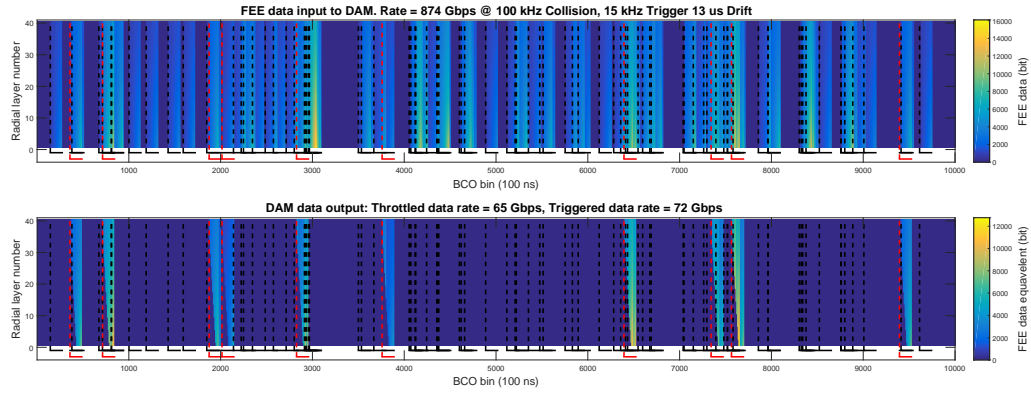 FEE data input to DAM. Rate = 874 Gbps @ 100 kHz Collision, 15 kHz Trigger 13 us Drift
Radial layer number
40
30
20
10
0
1000 2000 3000 4000 5000 6000 7000 8000 9000 10000
BCO bin (100 ns)
16000
14000
12000
10000
8000
6000
4000
2000
0
FEE data (bit)
DAM data output: Throttled data rate = 65 Gbps, Triggered data rate = 72 Gbps
Radial layer number
40
30
20
10
0
1000 2000 3000 4000 5000 6000 7000 8000 9000 10000
BCO bin (100 ns)
12000
10000
8000
6000
4000
2000
0
FEE data equavelent (bit)